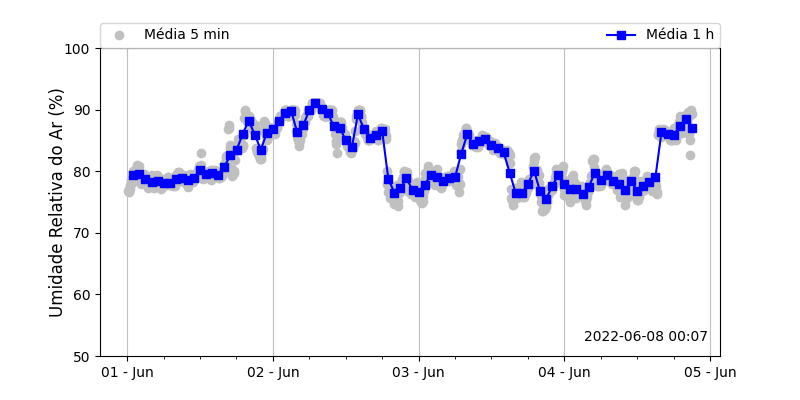 Média 5 min
Média 1 h
100
90
80
70
60
50
Umidade Relativa do Ar (%)
2022-06-08 00:07
01 - Jun
02 - Jun
03 - Jun
04 - Jun
05 - Jun